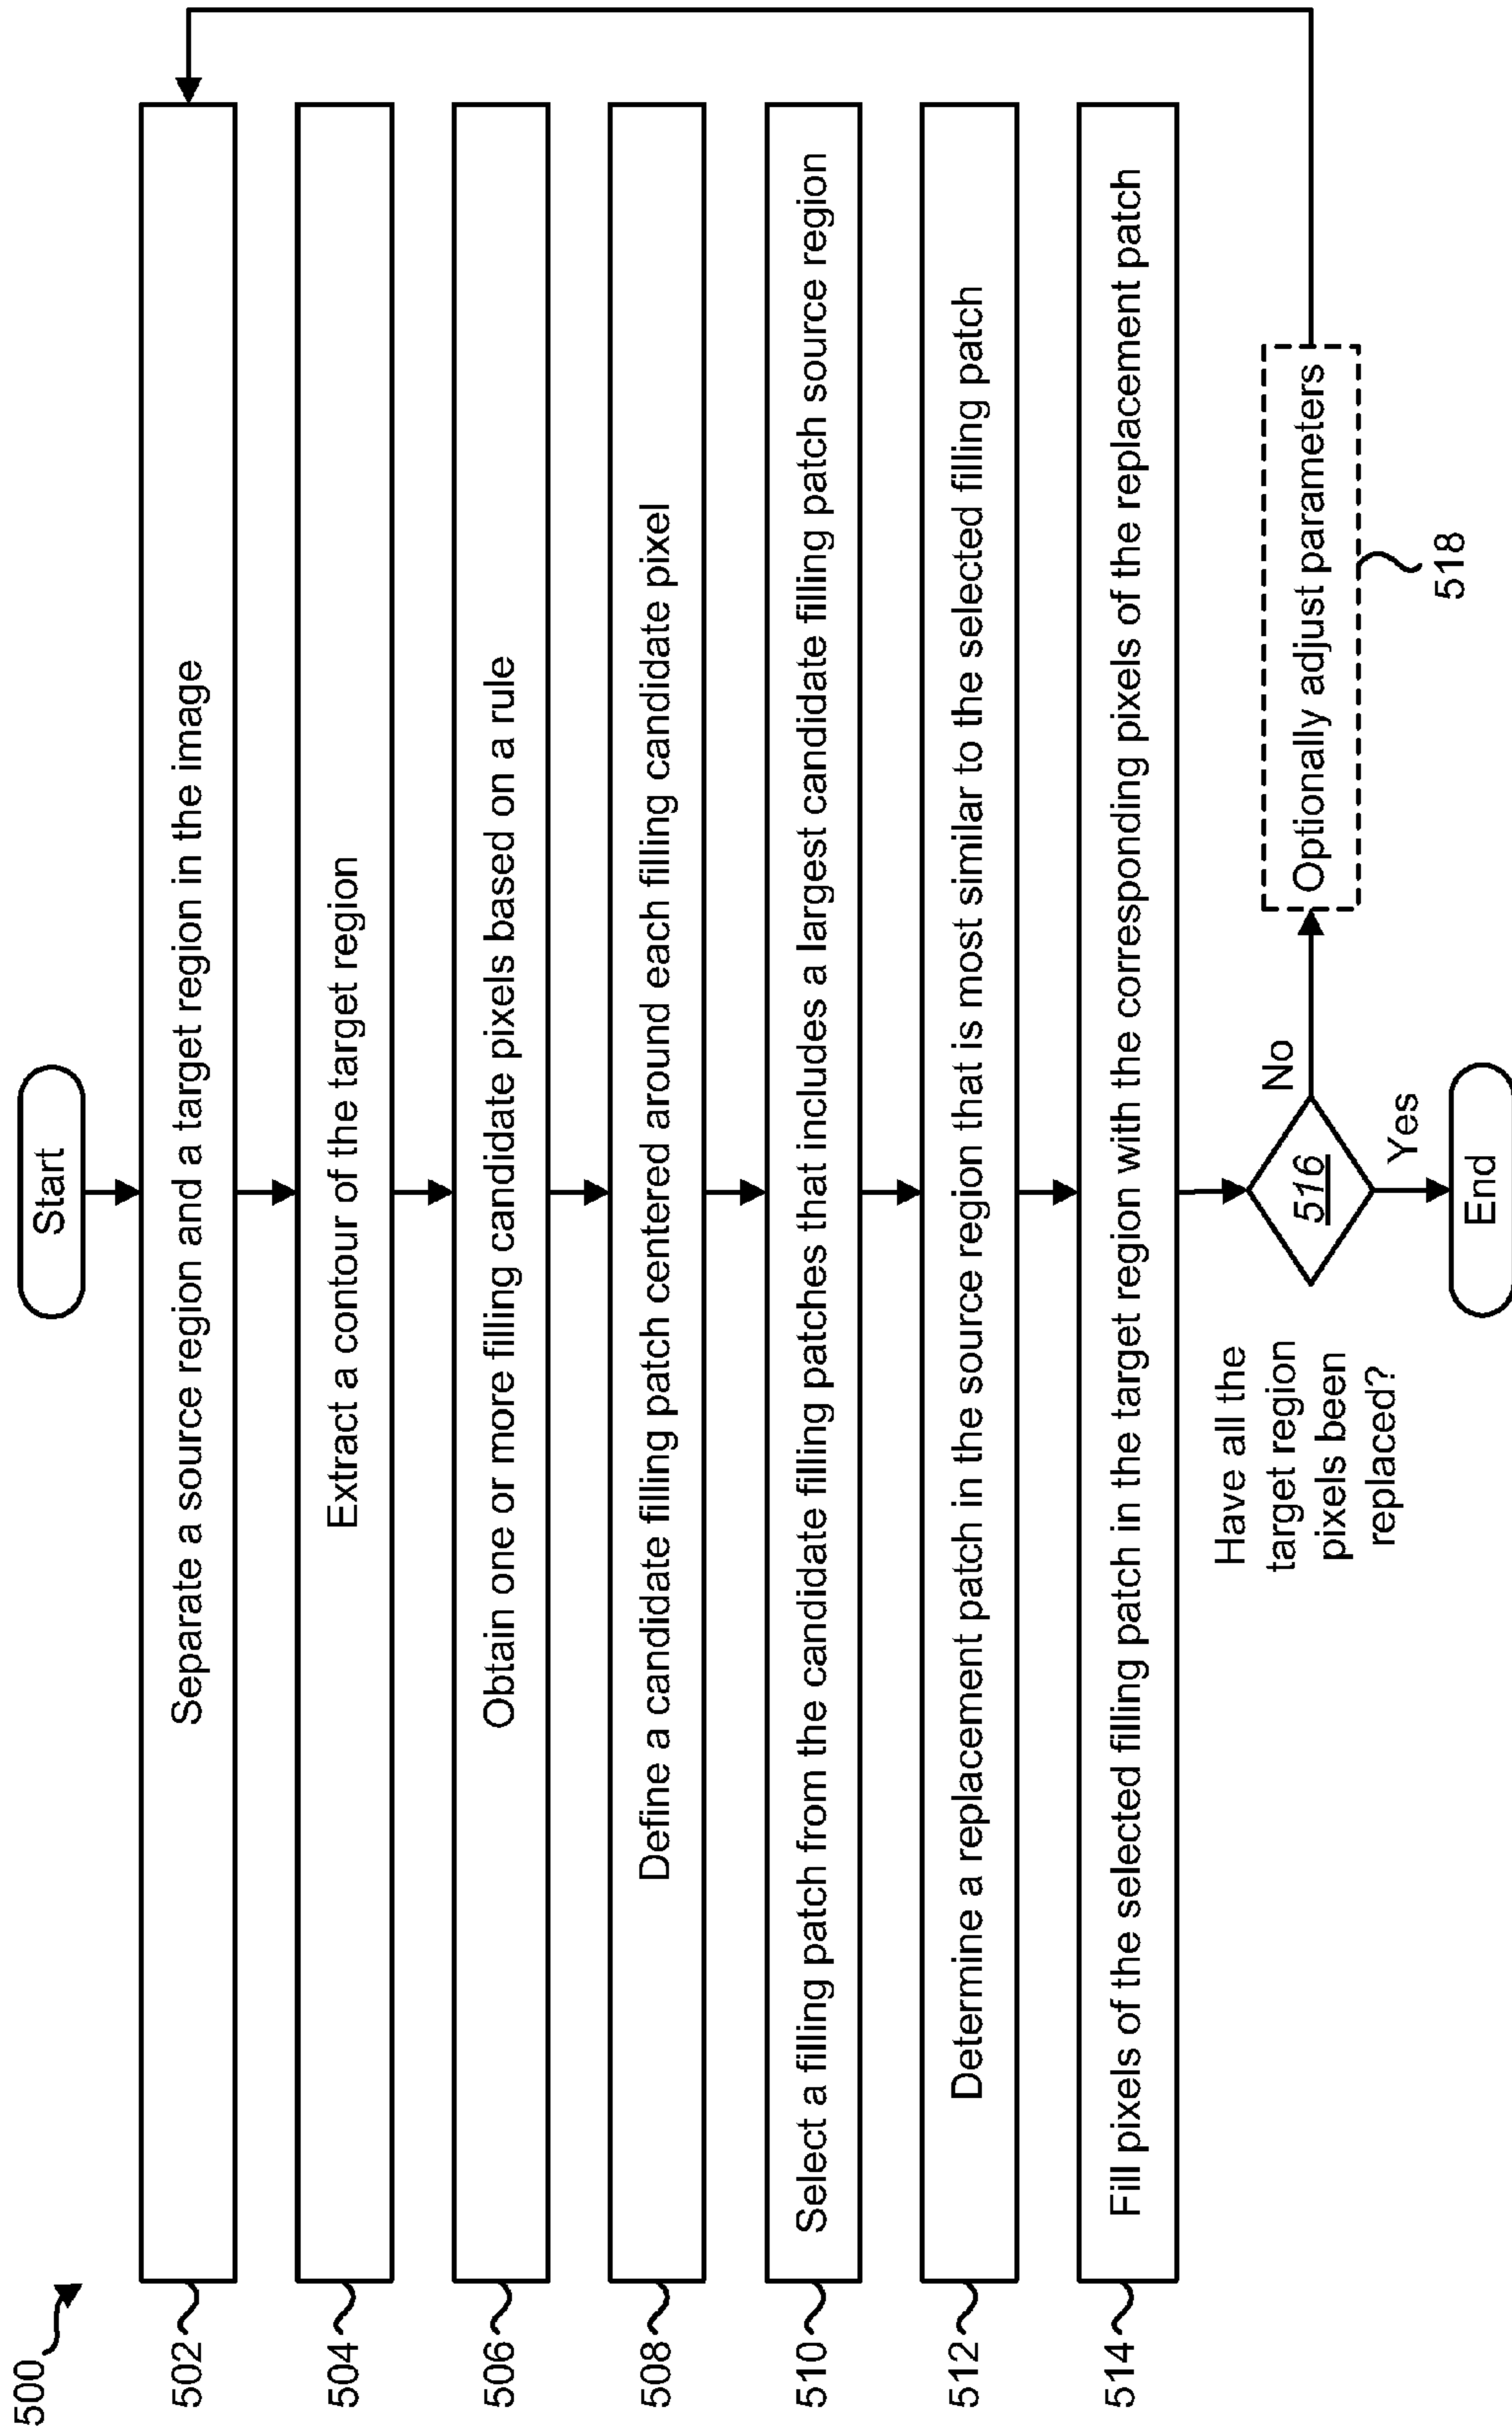 500
Start
502
Separate a source region and a target region in the image
504
Extract a contour of the target region
506
Obtain one or more filling candidate pixels based on a rule
508
Define a candidate filling patch centered around each filling candidate pixel
510
Select a filling patch from the candidate filling patches that includes a largest candidate filling patch source region
512
Determine a replacement patch in the source region that is most similar to the selected filling patch
514
Fill pixels of the selected filling patch in the target region with the corresponding pixels of the replacement patch
Have all the
target region
pixels been
replaced?
516
No
Optionally adjust parameters
518
Yes
End